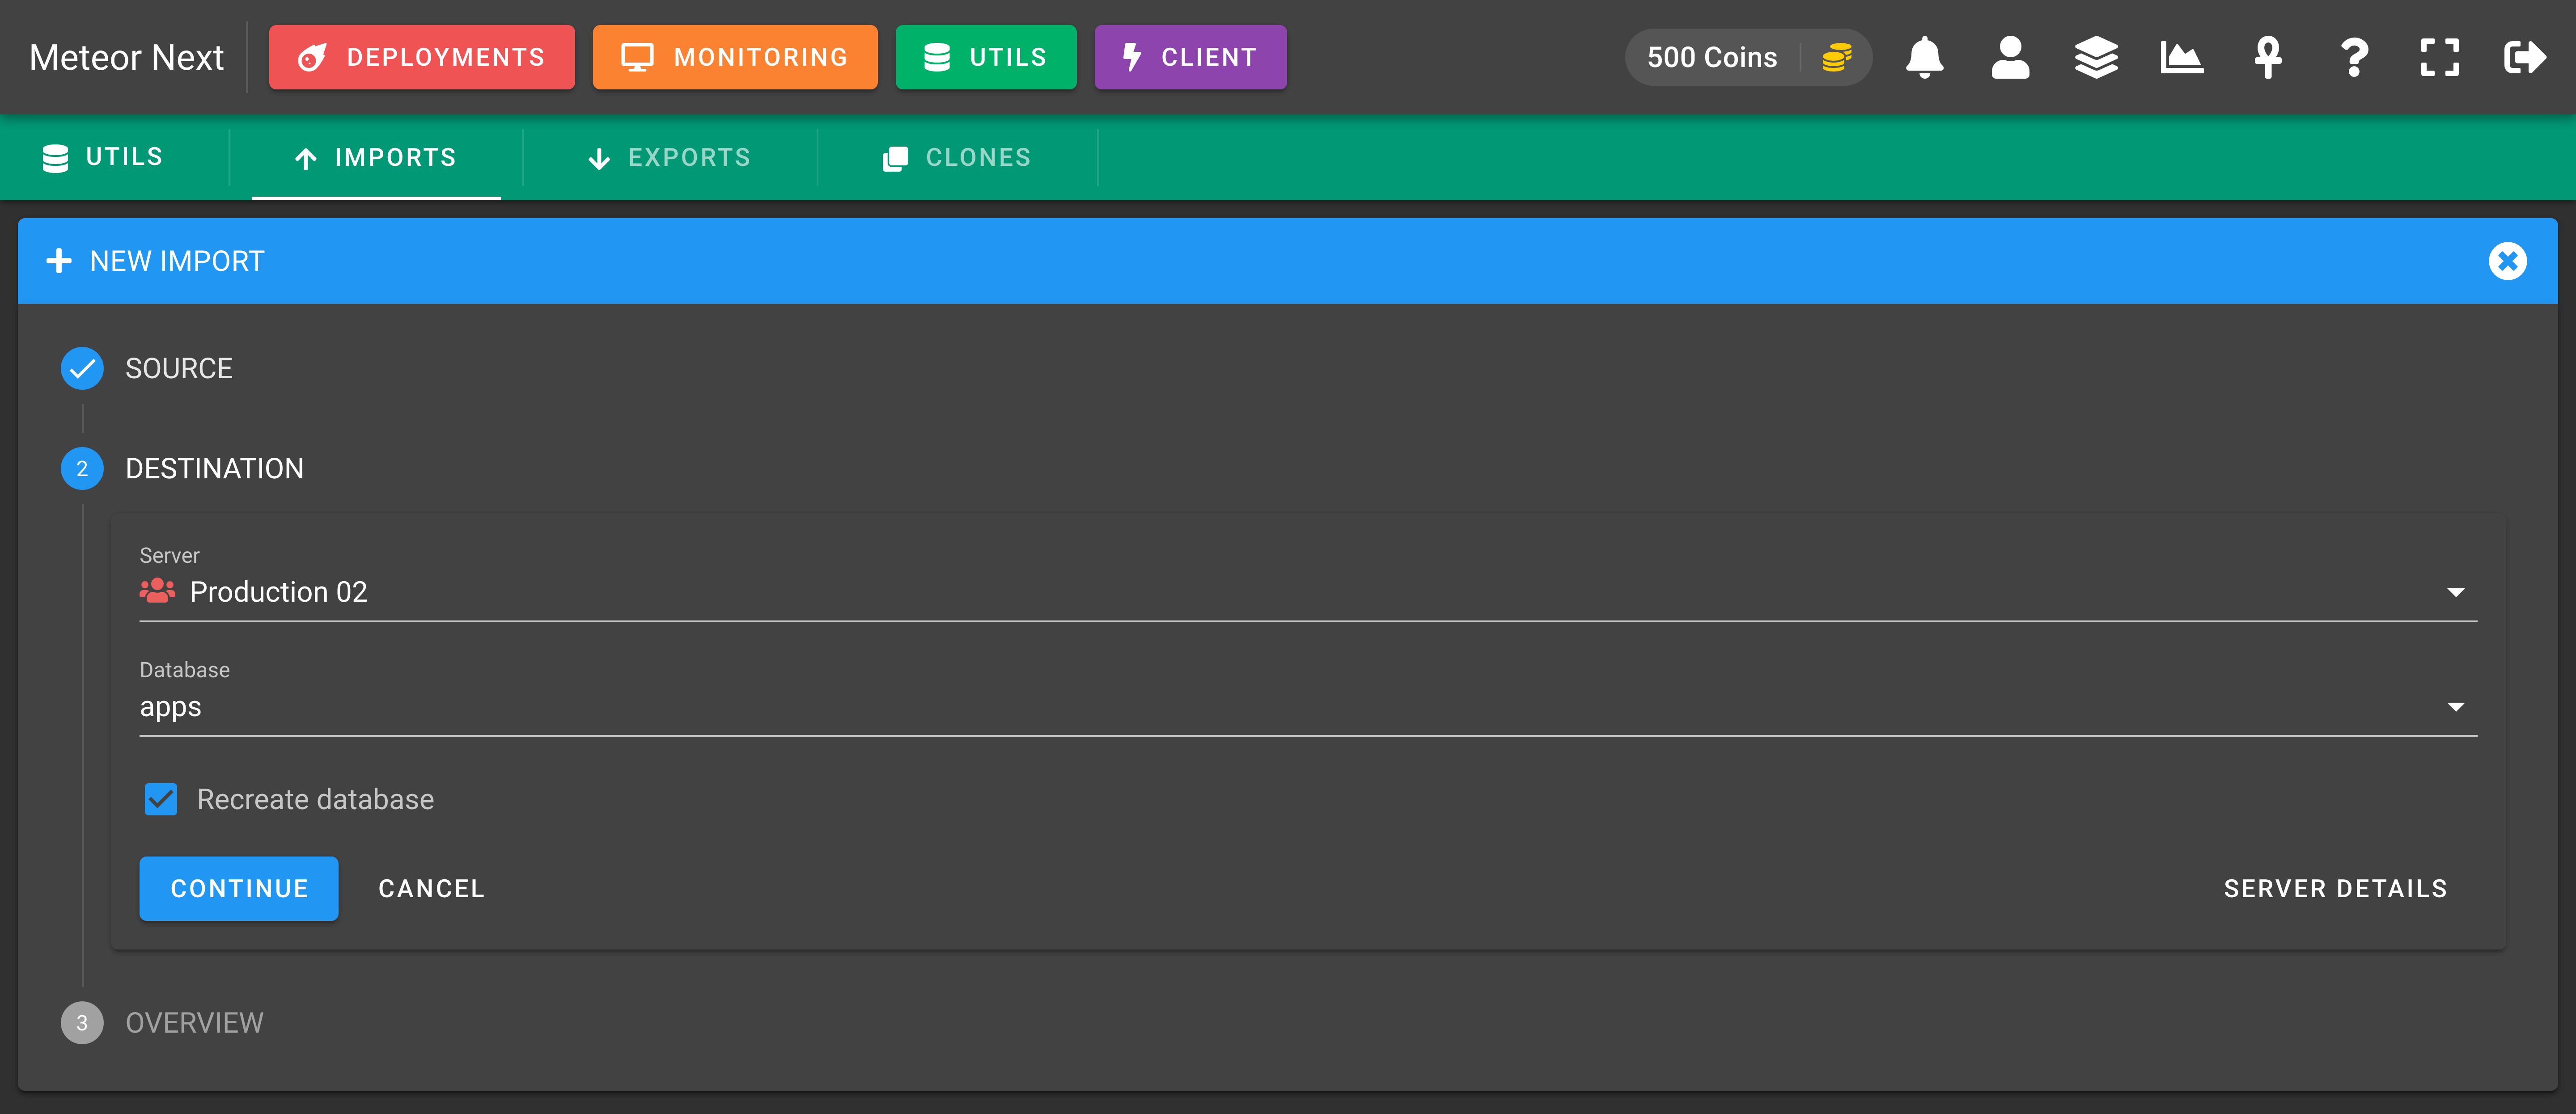 Meteor Next
DEPLOYMENTS
MONITORING
UTILS
CLIENT
500 Coins
UTILS
IMPORTS
EXPORTS
CLONES
NEW IMPORT
SOURCE
2 DESTINATION
Server
Production 02
Database
apps
Recreate database
CONTINUE
CANCEL
SERVER DETAILS
3 OVERVIEW